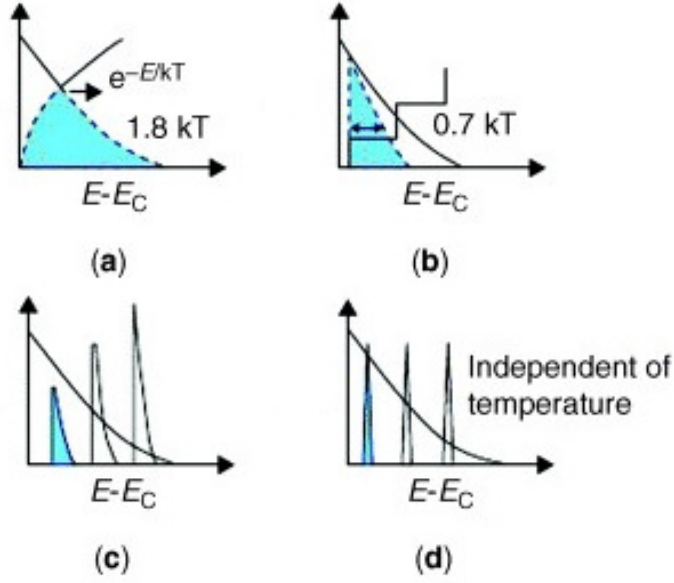 e–E/kT
1.8 kT
E-EC
(a)
0.7 kT
E-EC
(b)
E-EC
(c)
Independent of
temperature
E-EC
(d)